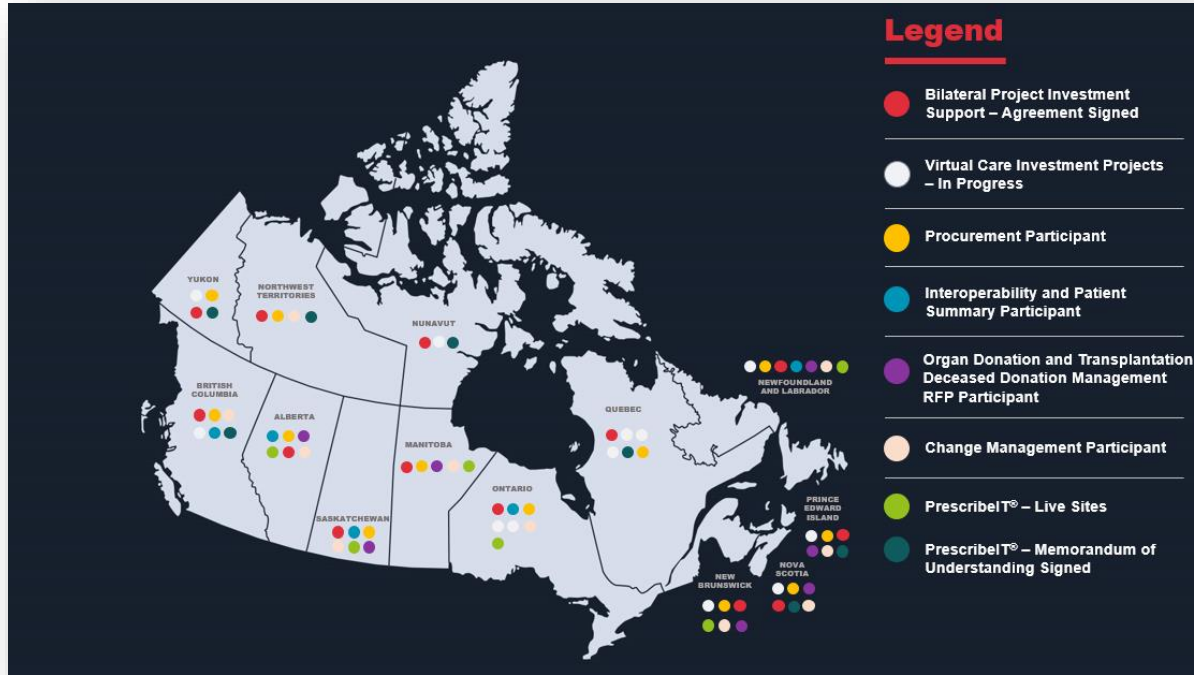 Legend
Bilateral Project Investment
Support – Agreement Signed
Virtual Care Investment Projects
– In Progress
Procurement Participant
Interoperability and Patient
Summary Participant
Organ Donation and Transplantation
Deceased Donation Management
RFP Participant
Change Management Participant
PrescribeIT® – Live Sites
PrescribeIT® – Memorandum of
Understanding Signed
YUKON
NORTHWEST
TERRITORIES
NUNAVUT
BRITISH
COLUMBIA
ALBERTA
SASKATCHEWAN
MANITOBA
ONTARIO
QUEBEC
NEWFOUNDLAND
AND LABRADOR
PRINCE
EDWARD
ISLAND
NOVA
SCOTIA
NEW
BRUNSWICK